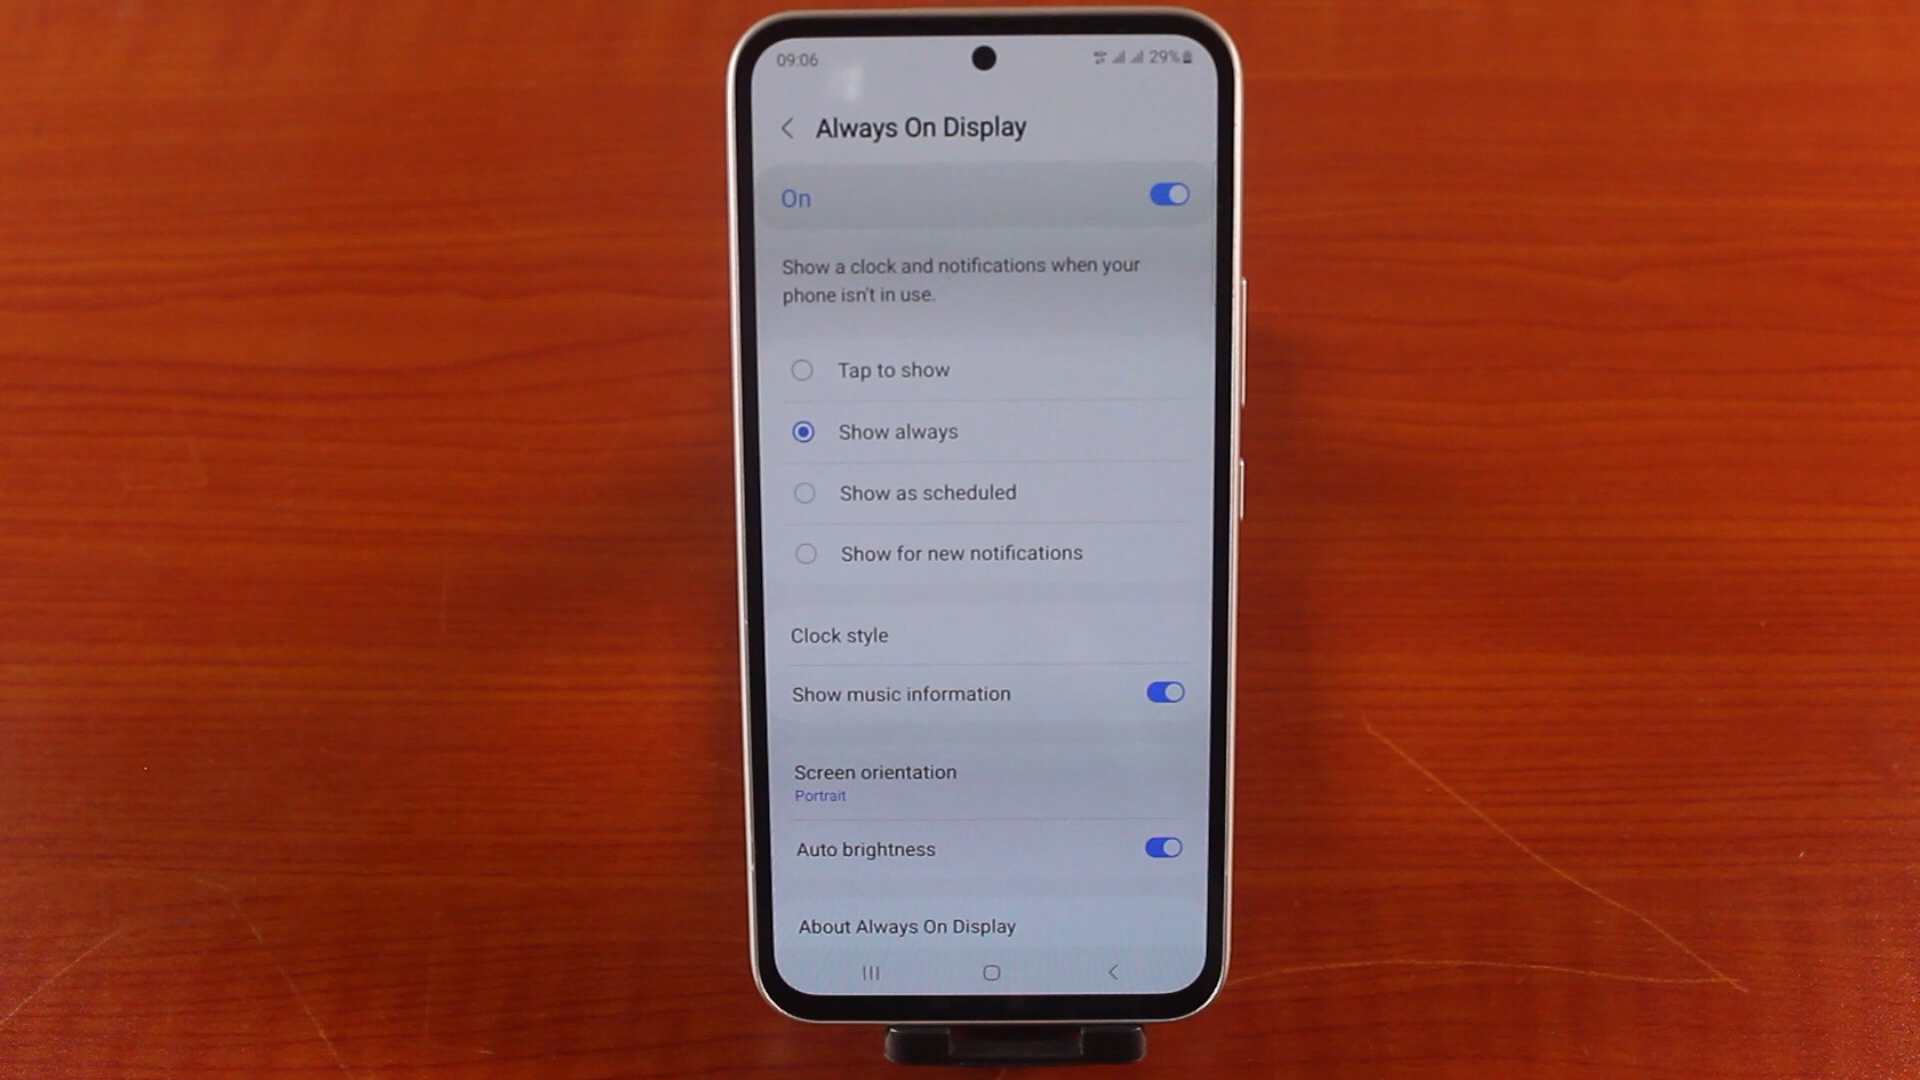 09:06
29%
Always On Display
On
Show a clock and notifications when your
phone isn't in use.
Tap to show
Show always
Show as scheduled
Show for new notifications
Clock style
Show music information
Screen orientation
Portrait
Auto brightness
About Always On Display